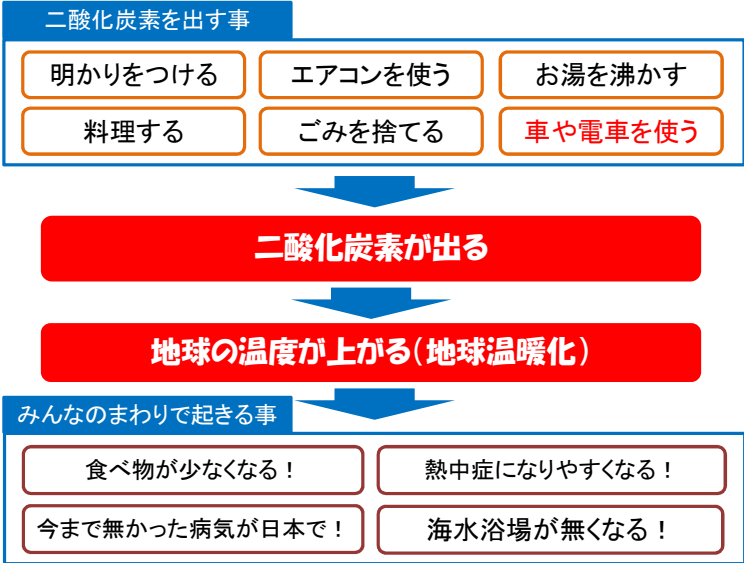 二酸化炭素を出す事
明かりをつける エアコンを使う お湯を沸かす
料理する ごみを捨てる 車や電車を使う
二酸化炭素が出る
地球の温度が上がる(地球温暖化)
みんなのまわりで起きる事
食べ物が少なくなる! 熱中症になりやすくなる!
今まで無かった病気が日本で! 海水浴場が無くなる!